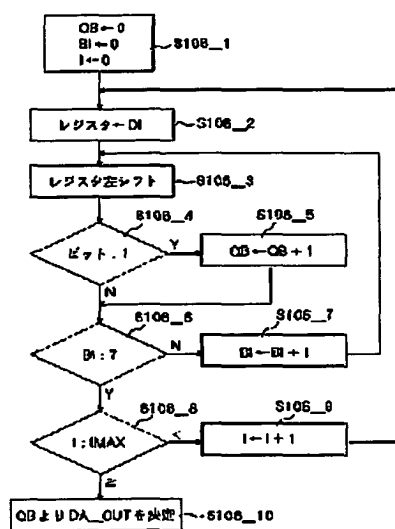 QB←0
BI←0
I←0
S106_1
レジスタ←DI
S106_2
レジスタ左シフト
S106_3
S106_4
ビット:1
Y
N
S106_5
QB←QB+1
S106_6
BI:7
N
Y
S106_7
BI←BI+1
S106_8
I:IMAX
<
≧
S106_9
I←I+1
QBよりDA_OUTを決定
S106_10